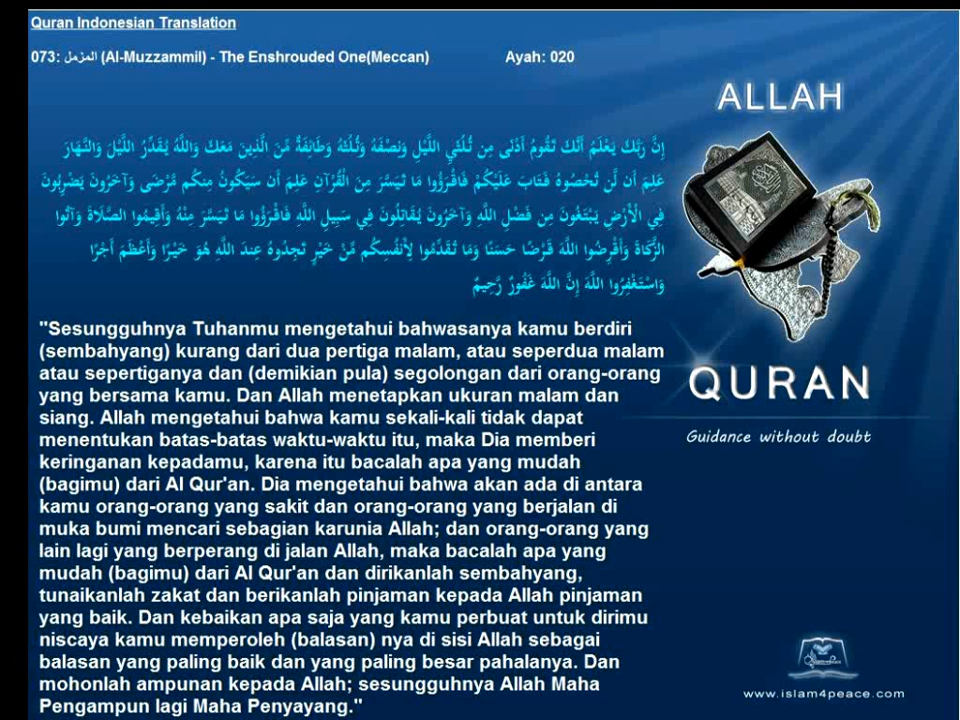 Quran Indonesian Translation
073: المزمل (Al-Muzzammil) - The Enshrouded One(Meccan) Ayah: 020
إِنَّ رَبَّكَ يَعْلَمُ أَنَّكَ تَقُومُ أَدْنَى مِن ثُلُثَيِ اللَّيْلِ وَنِصْفَهُ وَثُلُثَهُ وَطَائِفَةٌ مِّنَ الَّذِينَ مَعَكَ وَاللَّهُ يُقَدِّرُ اللَّيْلَ وَالنَّهَارَ
عَلِمَ أَن لَّن تُحْصُوهُ فَتَابَ عَلَيْكُمْ فَاقْرَؤُوا مَا تَيَسَّرَ مِنَ الْقُرْآنِ عَلِمَ أَن سَيَكُونُ مِنكُم مَّرْضَى وَآخَرُونَ يَضْرِبُونَ
فِي الْأَرْضِ يَبْتَغُونَ مِن فَضْلِ اللَّهِ وَآخَرُونَ يُقَاتِلُونَ فِي سَبِيلِ اللَّهِ فَاقْرَؤُوا مَا تَيَسَّرَ مِنْهُ وَأَقِيمُوا الصَّلَاةَ وَآتُوا
الزَّكَاةَ وَأَقْرِضُوا اللَّهَ قَرْضًا حَسَنًا وَمَا تُقَدِّمُوا لِأَنفُسِكُم مِّنْ خَيْرٍ تَجِدُوهُ عِندَ اللَّهِ هُوَ خَيْرًا وَأَعْظَمَ أَجْرًا
وَاسْتَغْفِرُوا اللَّهَ إِنَّ اللَّهَ غَفُورٌ رَّحِيمٌ
"Sesungguhnya Tuhanmu mengetahui bahwasanya kamu berdiri
(sembahyang) kurang dari dua pertiga malam, atau seperdua malam
atau sepertiganya dan (demikian pula) segolongan dari orang-orang
yang bersama kamu. Dan Allah menetapkan ukuran malam dan
siang. Allah mengetahui bahwa kamu sekali-kali tidak dapat
menentukan batas-batas waktu-waktu itu, maka Dia memberi
keringanan kepadamu, karena itu bacalah apa yang mudah
(bagimu) dari Al Qur'an. Dia mengetahui bahwa akan ada di antara
kamu orang-orang yang sakit dan orang-orang yang berjalan di
muka bumi mencari sebagian karunia Allah; dan orang-orang yang
lain lagi yang berperang di jalan Allah, maka bacalah apa yang
mudah (bagimu) dari Al Qur'an dan dirikanlah sembahyang,
tunaikanlah zakat dan berikanlah pinjaman kepada Allah pinjaman
yang baik. Dan kebaikan apa saja yang kamu perbuat untuk dirimu
niscaya kamu memperoleh (balasan) nya di sisi Allah sebagai
balasan yang paling baik dan yang paling besar pahalanya. Dan
mohonlah ampunan kepada Allah; sesungguhnya Allah Maha
Pengampun lagi Maha Penyayang."
ALLAH
QURAN
Guidance without doubt
www.islam4peace.com